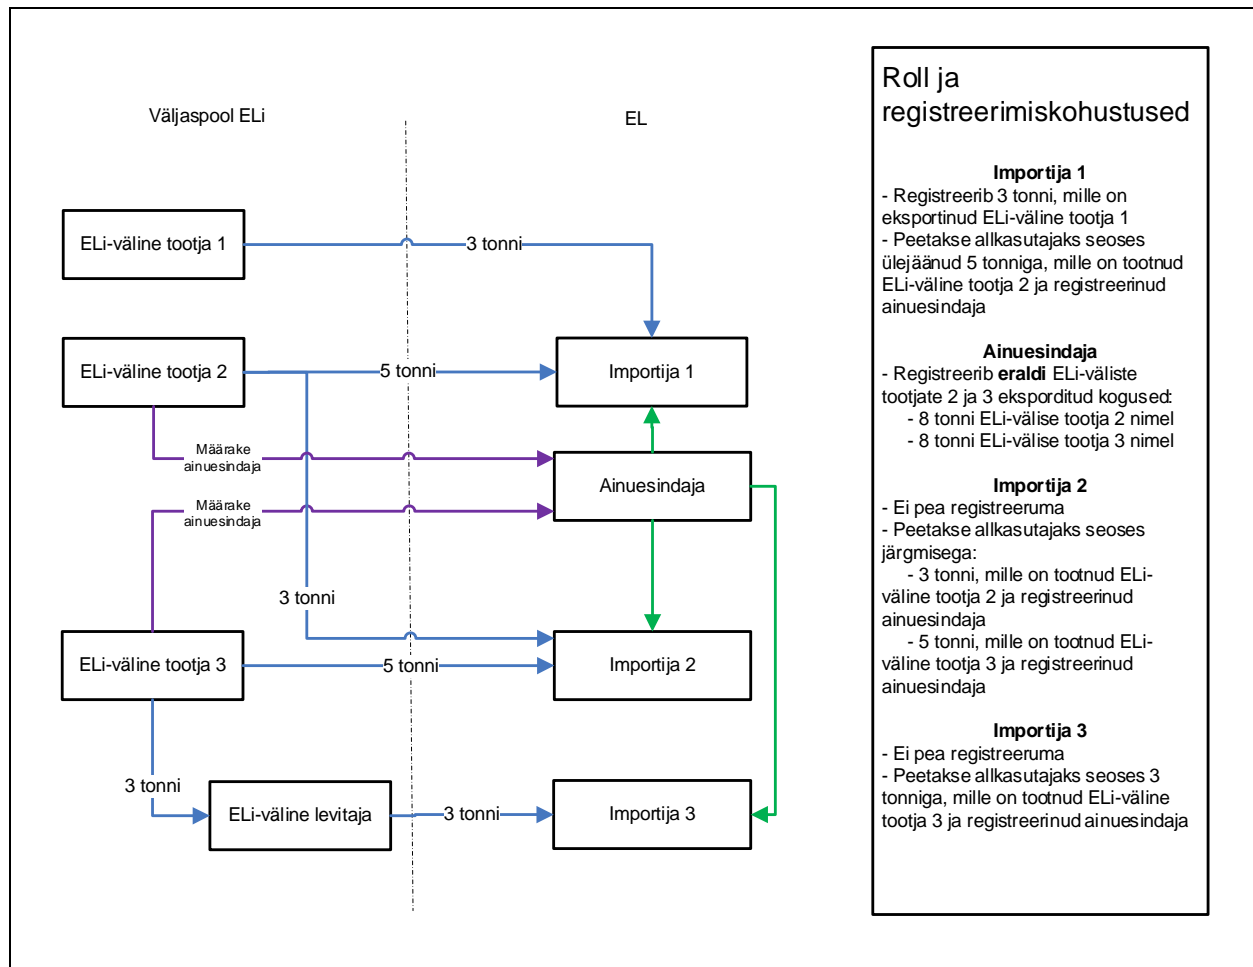 Väljaspool ELi
EL
ELi-väline tootja 1
3 tonni
ELi-väline tootja 2
5 tonni
Importija 1
Määrake
ainuesindaja
Ainuesindaja
Määrake
ainuesindaja
3 tonni
ELi-väline tootja 3
5 tonni
Importija 2
3 tonni
ELi-väline levitaja
3 tonni
Importija 3
Roll ja
registreerimiskohustused
Importija 1
- Registreerib 3 tonni, mille on
eksportinud ELi-väline tootja 1
- Peetakse allkasutajaks seoses
ülejäänud 5 tonniga, mille on tootnud
ELi-väline tootja 2 ja registreerinud
ainuesindaja
Ainuesindaja
- Registreerib eraldi ELi-väliste
tootjate 2 ja 3 eksporditud kogused:
- 8 tonni ELi-välise tootja 2 nimel
- 8 tonni ELi-välise tootja 3 nimel
Importija 2
- Ei pea registreeruma
- Peetakse allkasutajaks seoses
järgmisega:
- 3 tonni, mille on tootnud ELi-
väline tootja 2 ja registreerinud
ainuesindaja
- 5 tonni, mille on tootnud ELi-
väline tootja 3 ja registreerinud
ainuesindaja
Importija 3
- Ei pea registreeruma
- Peetakse allkasutajaks seoses 3
tonniga, mille on tootnud ELi-väline
tootja 3 ja registreerinud ainuesindaja